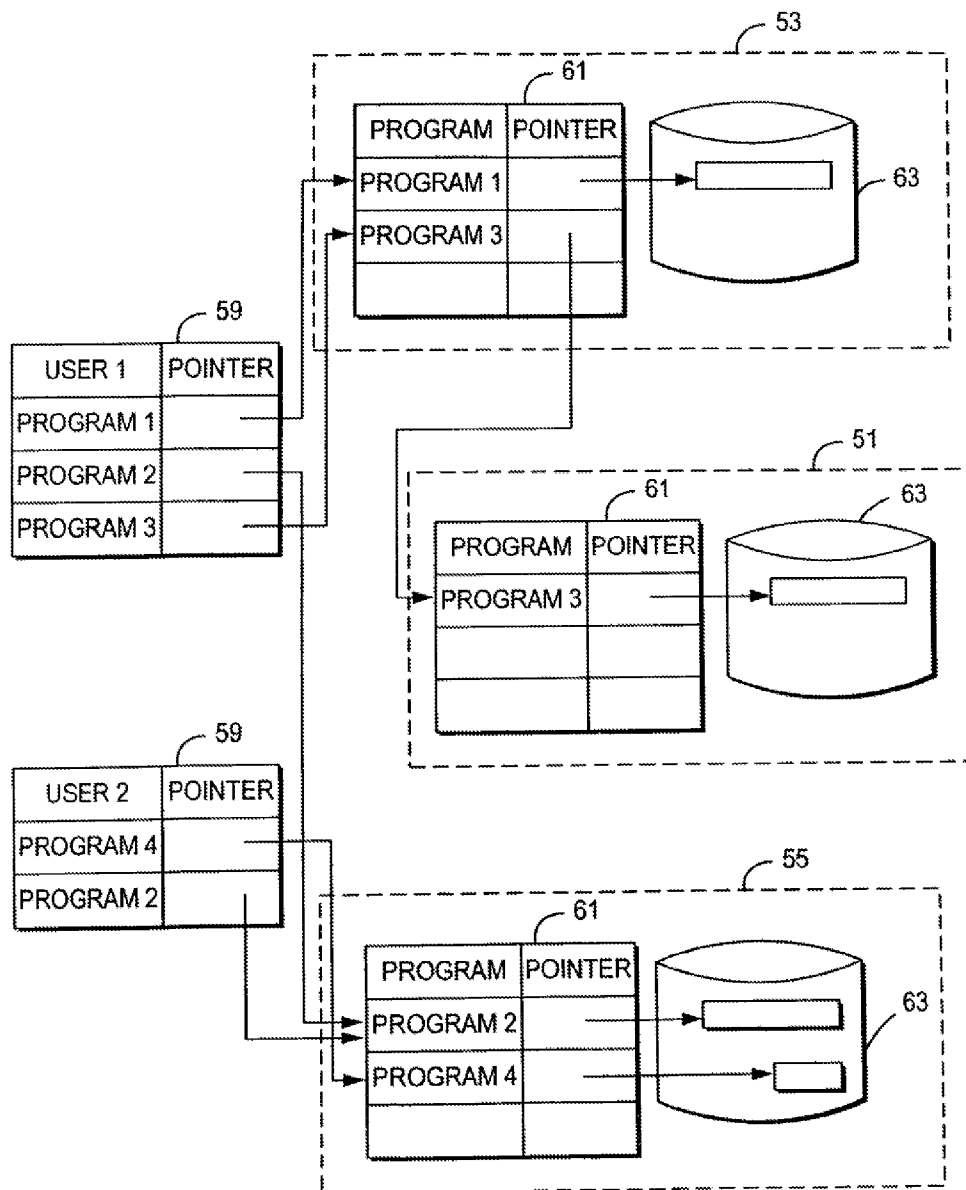 53
61
PROGRAM POINTER
PROGRAM 1
PROGRAM 3
63
59
USER 1 POINTER
PROGRAM 1
PROGRAM 2
PROGRAM 3
51
61
63
PROGRAM POINTER
PROGRAM 3
59
USER 2 POINTER
PROGRAM 4
PROGRAM 2
55
61
PROGRAM POINTER
PROGRAM 2
PROGRAM 4
63